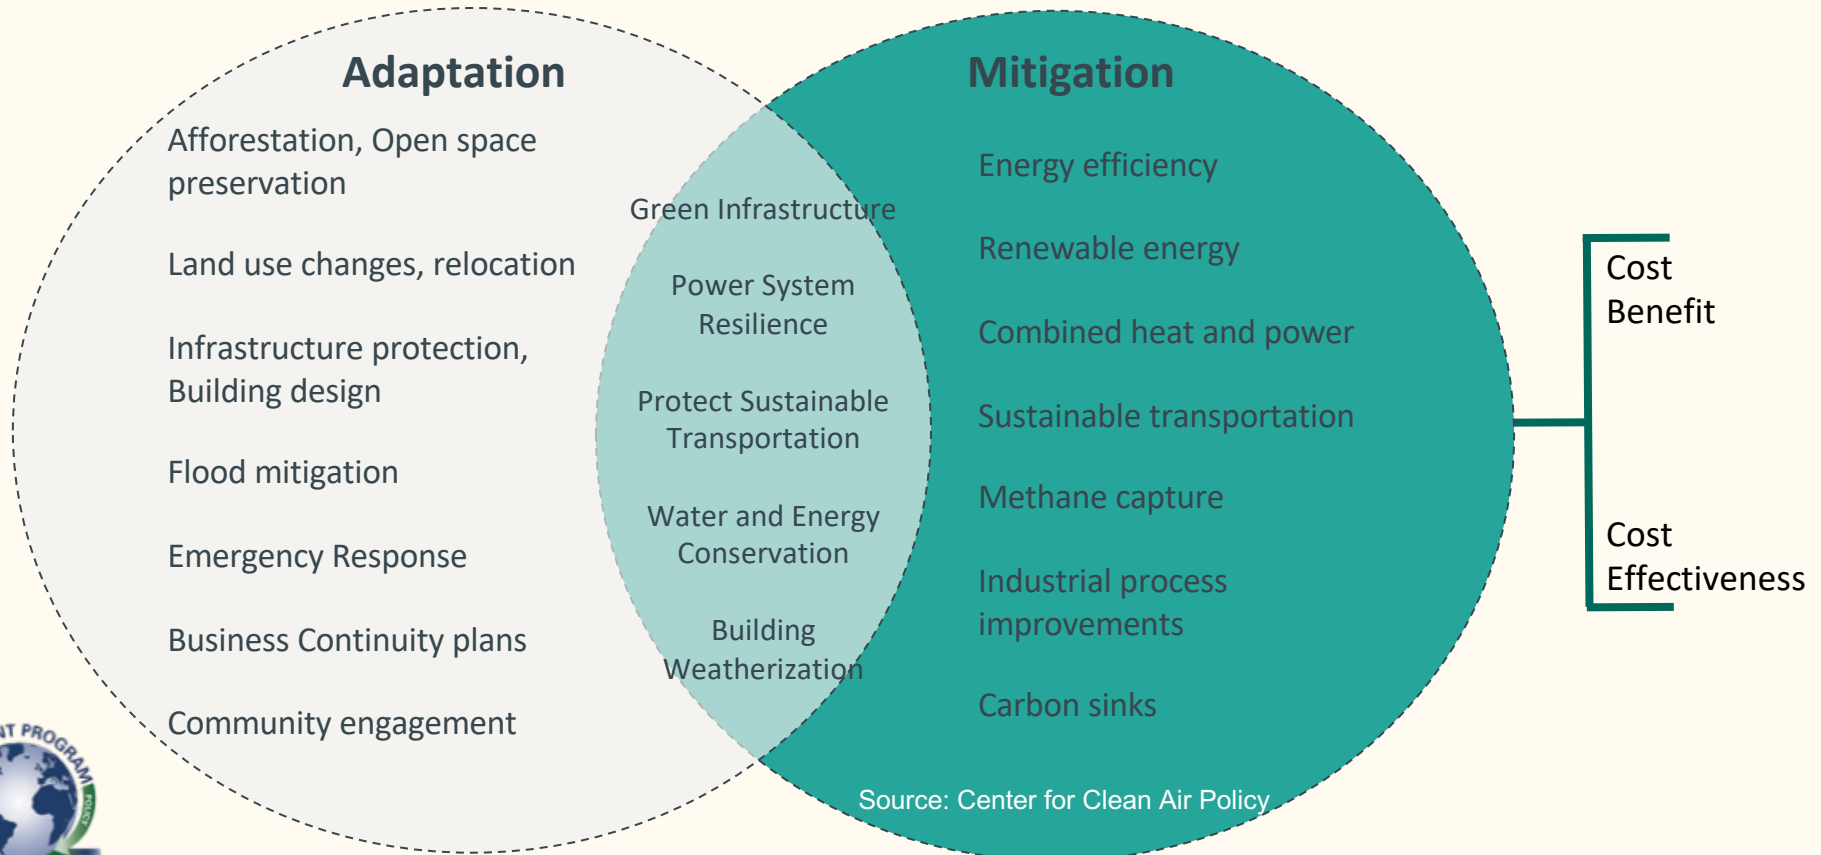 Adaptation
Afforestation, Open space
preservation
Land use changes, relocation
Infrastructure protection,
Building design
Flood mitigation
Emergency Response
Business Continuity plans
Community engagement
Green Infrastructure
Power System
Resilience
Protect Sustainable
Transportation
Water and Energy
Conservation
Building
Weatherization
Mitigation
Energy efficiency
Renewable energy
Combined heat and power
Sustainable transportation
Methane capture
Industrial process
improvements
Carbon sinks
Source: Center for Clean Air Policy
Cost
Benefit
Cost
Effectiveness
PROGRAM
POLICY